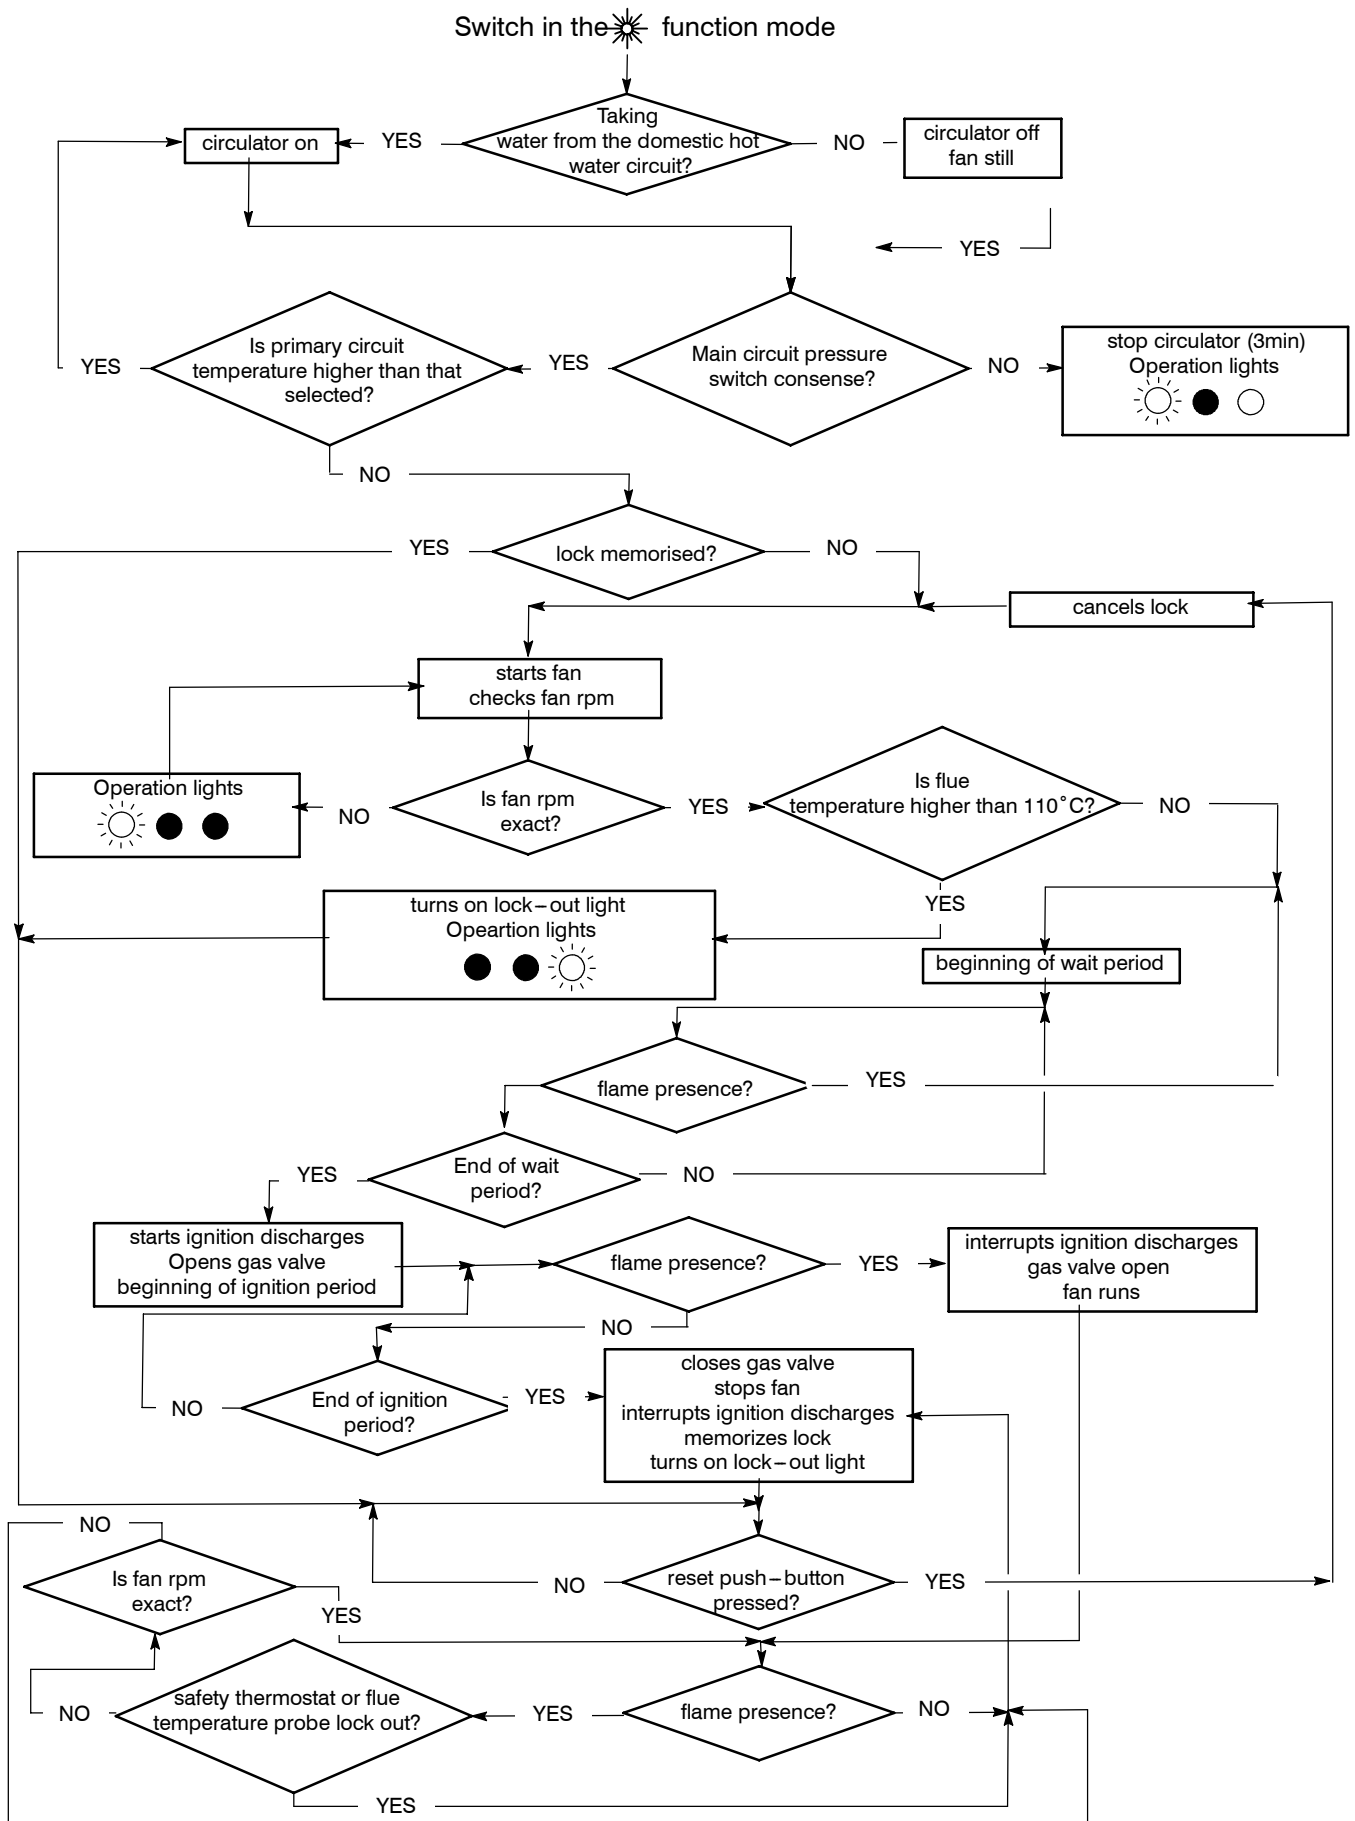 Switch in the function mode
Taking
water from the domestic hot
water circuit?
YES
NO
circulator on
circulator off
fan still
YES
Is primary circuit
temperature higher than that
selected?
YES
YES
Main circuit pressure
switch consense?
NO
stop circulator (3min)
Operation lights
NO
lock memorised?
YES
NO
cancels lock
starts fan
checks fan rpm
Operation lights
NO
Is fan rpm
exact?
YES
Is flue
temperature higher than 110°C?
NO
YES
turns on lock-out light
Opeartion lights
beginning of wait period
flame presence?
YES
End of wait
period?
YES
NO
starts ignition discharges
Opens gas valve
beginning of ignition period
flame presence?
YES
interrupts ignition discharges
gas valve open
fan runs
NO
End of ignition
period?
NO
YES
closes gas valve
stops fan
interrupts ignition discharges
memorizes lock
turns on lock-out light
NO
Is fan rpm
exact?
YES
NO
reset push-button
pressed?
YES
NO
safety thermostat or flue
temperature probe lock out?
YES
flame presence?
NO
YES